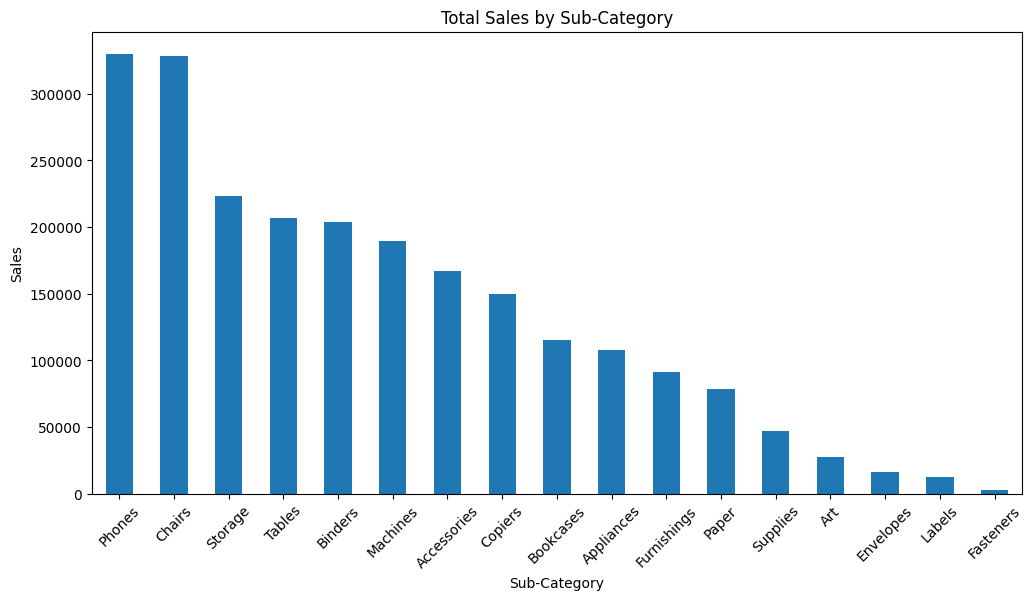 Total Sales by Sub-Category
Sales
300000
250000
200000
150000
100000
50000
0
Phones
Chairs
Storage
Tables
Binders
Machines
Accessories
Copiers
Bookcases
Appliances
Furnishings
Paper
Supplies
Art
Envelopes
Labels
Fasteners
Sub-Category